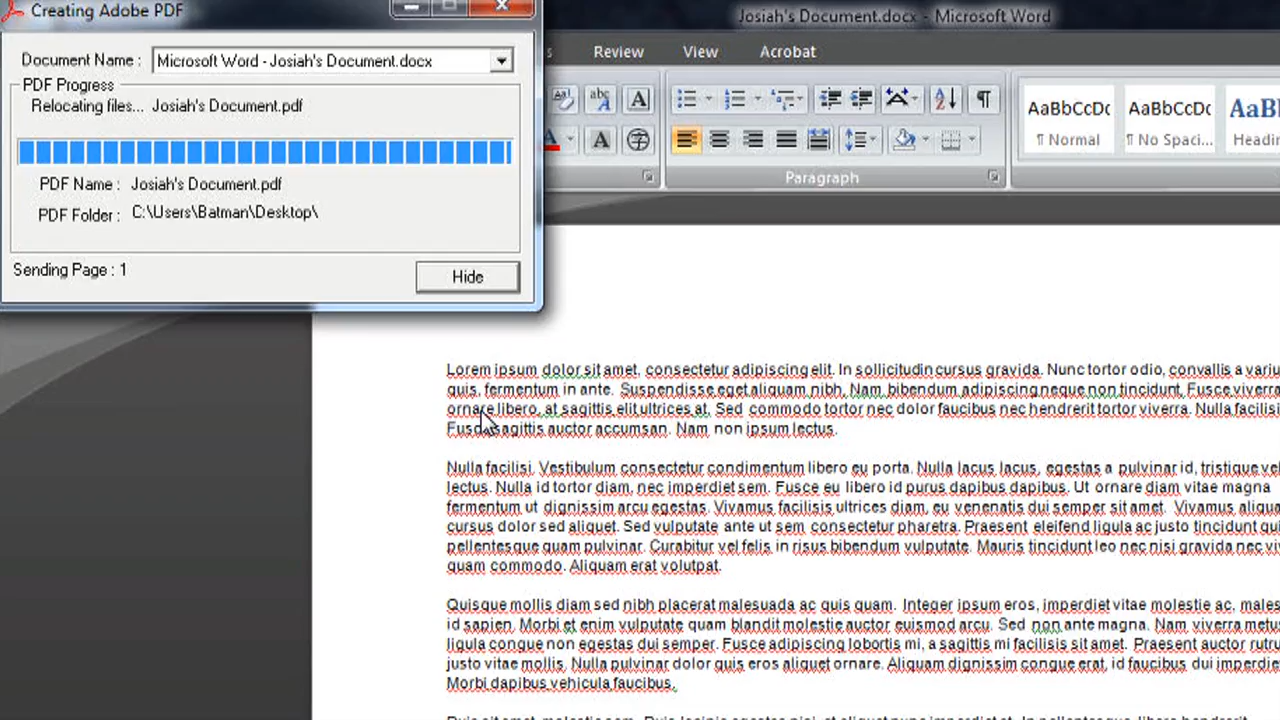 Creating Adobe PDF
Document Name : Microsoft Word - Josiah's Document.docx
PDF Progress
Relocating files... Josiah's Document.pdf
PDF Name : Josiah's Document.pdf
PDF Folder : C:\Users\Batman\Desktop\
Sending Page : 1
Hide
Josiah's Document.docx - Microsoft Word
Review View Acrobat
AaBbCcDc AaBbCcDc AaBb
¶ Normal ¶ No Spaci... Headin
Paragraph
Lorem ipsum dolor sit amet, consectetur adipiscing elit. In sollicitudin cursus gravida. Nunc tortor odio, convallis a variu
quis, fermentum in ante. Suspendisse eget aliquam nibh. Nam bibendum adipiscing neque non tincidunt. Fusce viverra
ornare libero, at sagittis elit ultrices at. Sed commodo tortor nec dolor faucibus nec hendrerit tortor viverra. Nulla facilisi
Fusce sagittis auctor accumsan. Nam non ipsum lectus.
Nulla facilisi. Vestibulum consectetur condimentum libero eu porta. Nulla lacus lacus, egestas a pulvinar id, tristique ve
lectus. Nulla id tortor diam, nec imperdiet sem. Fusce eu libero id purus dapibus dapibus. Ut ornare diam vitae magna
fermentum ut dignissim arcu egestas. Vivamus facilisis ultrices diam, eu venenatis dui semper sit amet. Vivamus aliqua
cursus dolor sed aliquet. Sed vulputate ante ut sem consectetur pharetra. Praesent eleifend ligula ac justo tincidunt qu
pellentesque quam pulvinar. Curabitur vel felis in risus bibendum vulputate. Mauris tincidunt leo nec nisi gravida nec vi
quam commodo. Aliquam erat volutpat.
Quisque mollis diam sed nibh placerat malesuada ac quis quam. Integer ipsum eros, imperdiet vitae molestie ac, males
id sapien. Morbi et enim vulputate quam blandit molestie auctor euismod arcu. Sed non ante magna. Nam viverra metu
ligula congue non egestas dui semper. Fusce adipiscing lobortis mi, a sagittis mi facilisis sit amet. Praesent auctor rutru
justo vitae mollis. Nulla pulvinar dolor quis eros aliquet ornare. Aliquam dignissim congue erat, id faucibus dui imperdie
Morbi dapibus vehicula faucibus.